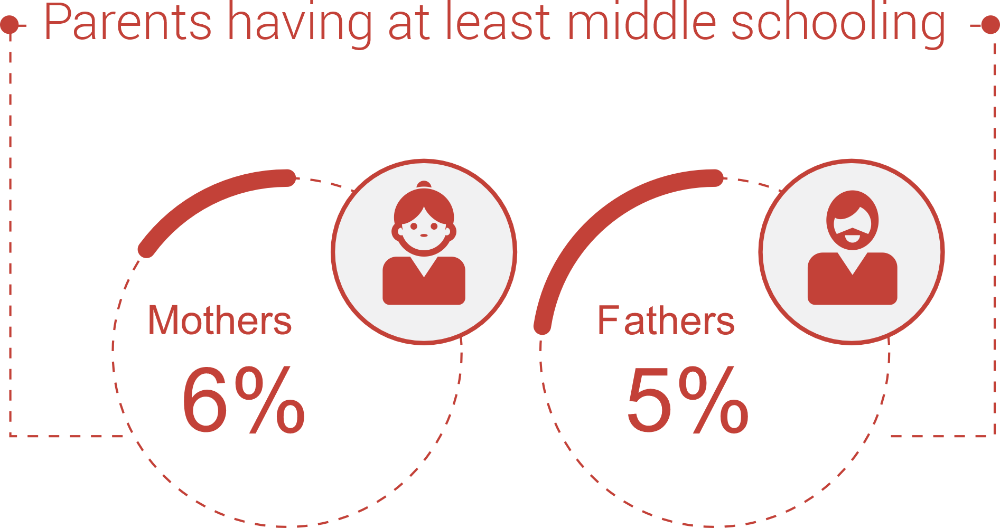 Parents having at least middle schooling
Mothers
6%
Fathers
5%